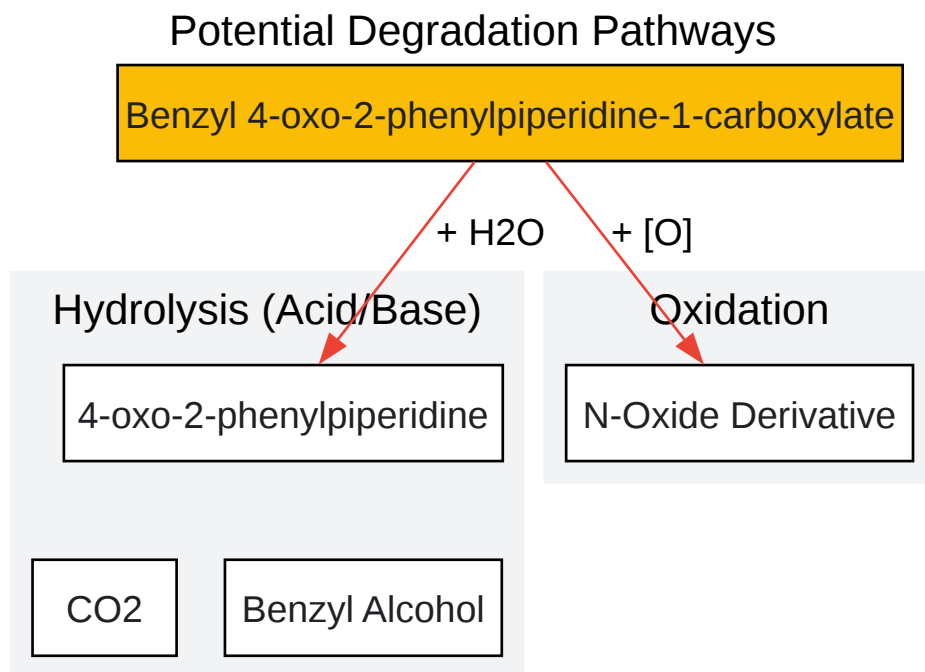 Potential Degradation Pathways
Benzyl 4-oxo-2-phenylpiperidine-1-carboxylate
+ H2O
+ [O]
Hydrolysis (Acid/Base)
Oxidation
4-oxo-2-phenylpiperidine
N-Oxide Derivative
CO2
Benzyl Alcohol